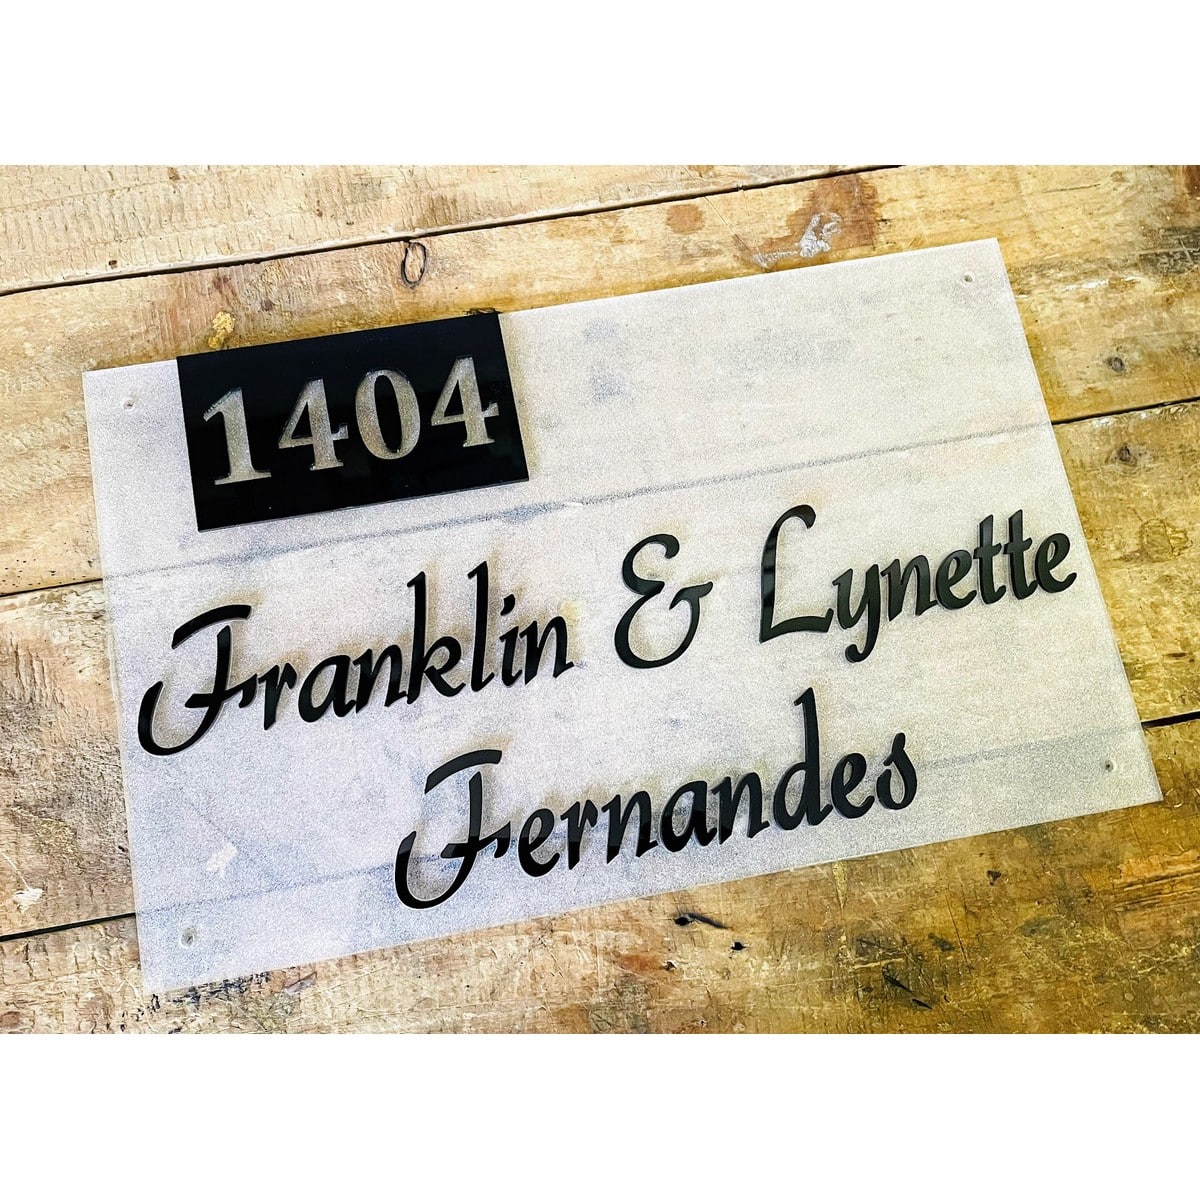 1404
Franklin & Lynette
Fernandes